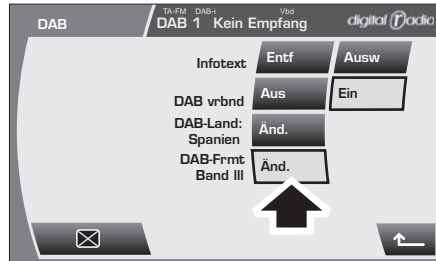 DAB
TA-FM DAB-i Vbd
DAB 1 Kein Empfang
digital radio
Infotext Entf Ausw
DAB vrbnd Aus Ein
DAB-Land:
Spanien Änd.
DAB-Frmt
Band III Änd.